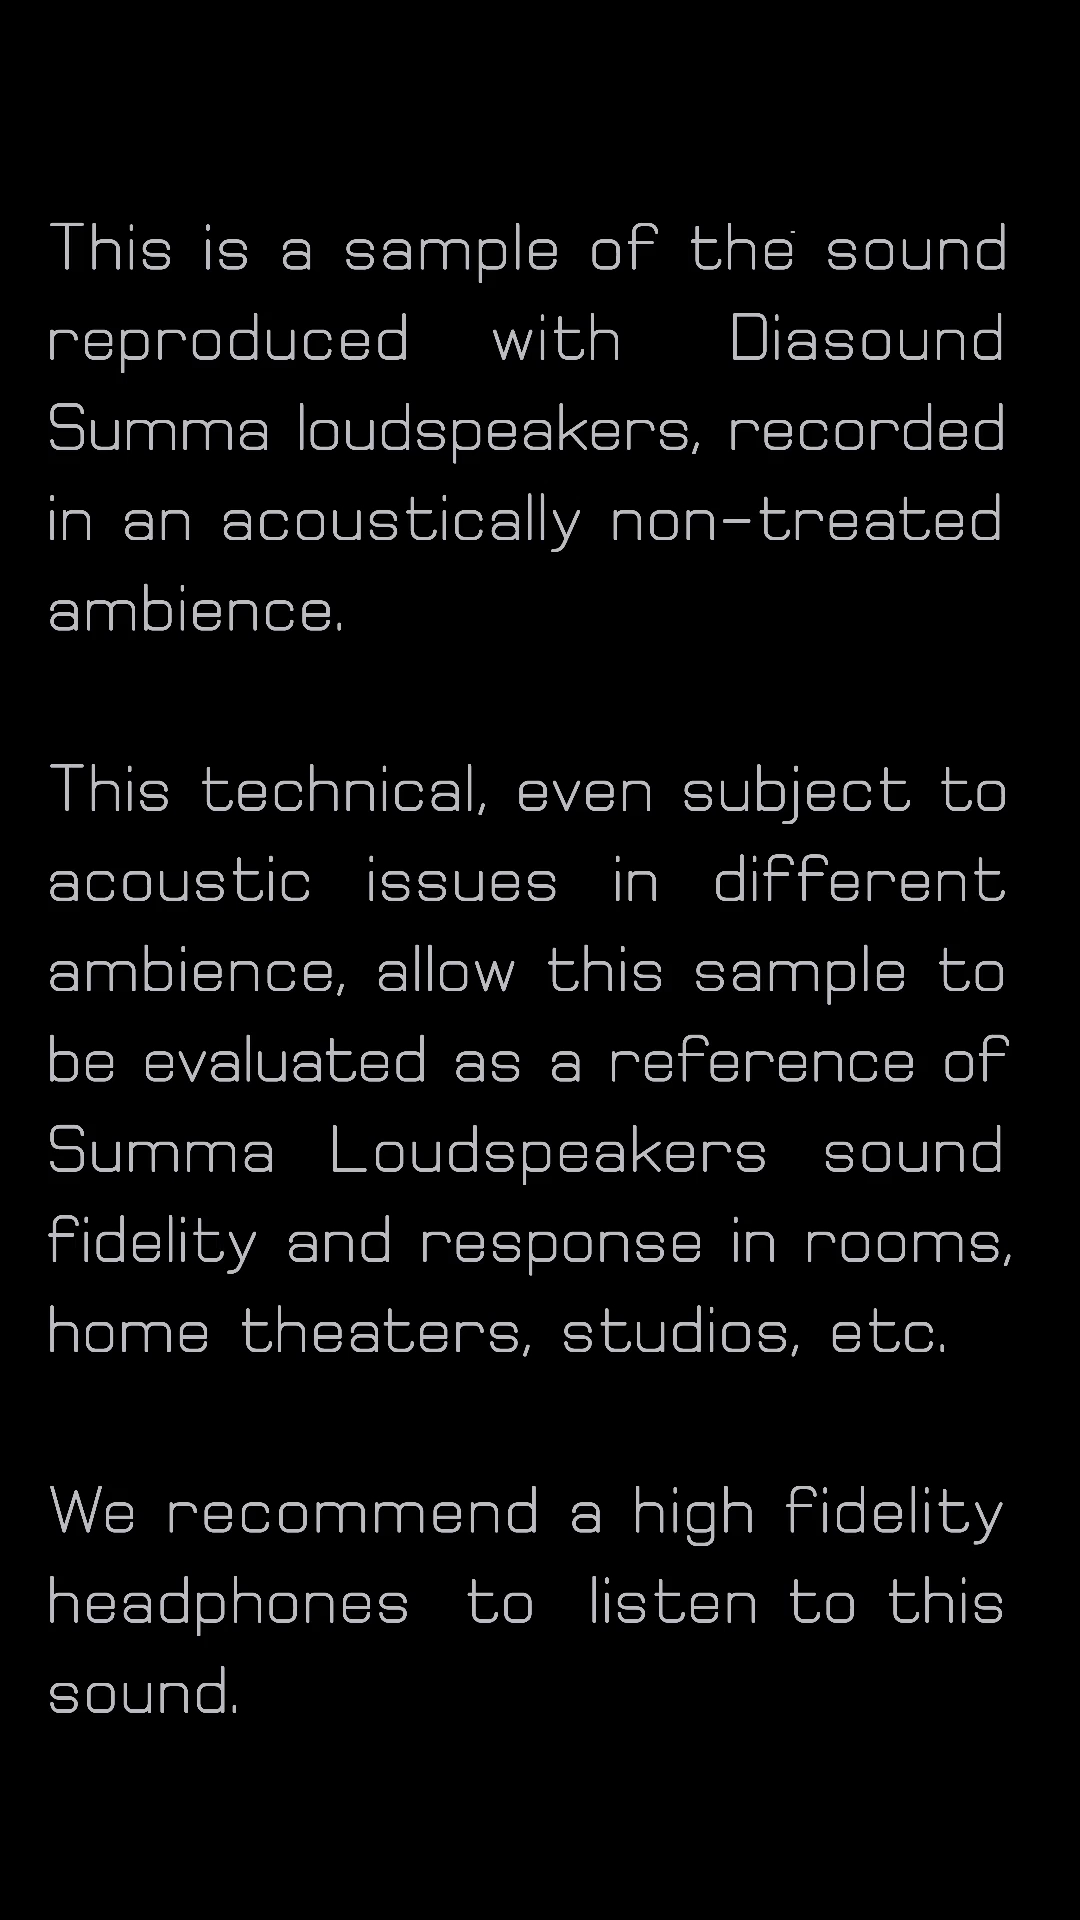 This is a sample of the sound
reproduced with Diasound
Summa loudspeakers, recorded
in an acoustically non-treated
ambience.
This technical, even subject to
acoustic issues in different
ambience, allow this sample to
be evaluated as a reference of
Summa Loudspeakers sound
fidelity and response in rooms,
home theaters, studios, etc.
We recommend a high fidelity
headphones to listen to this
sound.